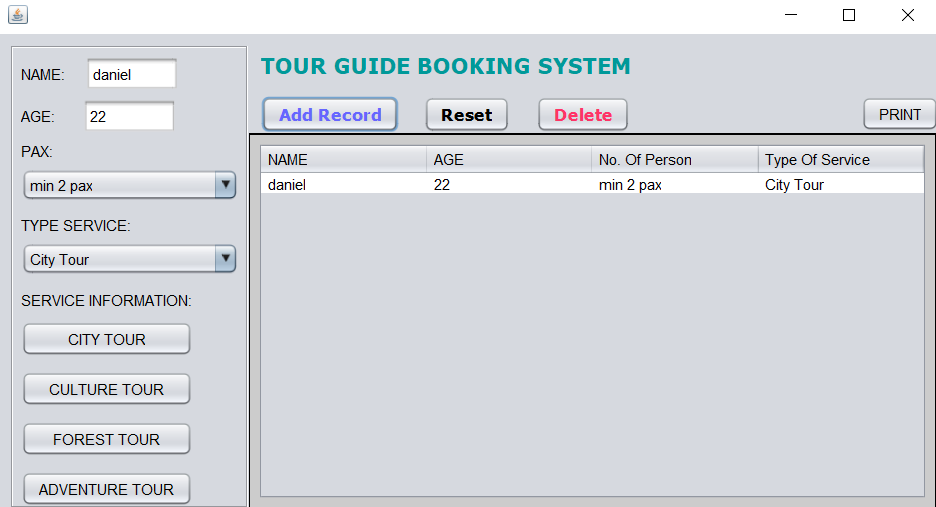 NAME: daniel
AGE: 22
PAX:
min 2 pax
TYPE SERVICE:
City Tour
SERVICE INFORMATION:
CITY TOUR
CULTURE TOUR
FOREST TOUR
ADVENTURE TOUR
TOUR GUIDE BOOKING SYSTEM
Add Record Reset Delete PRINT
NAME AGE No. Of Person Type Of Service
daniel 22 min 2 pax City Tour